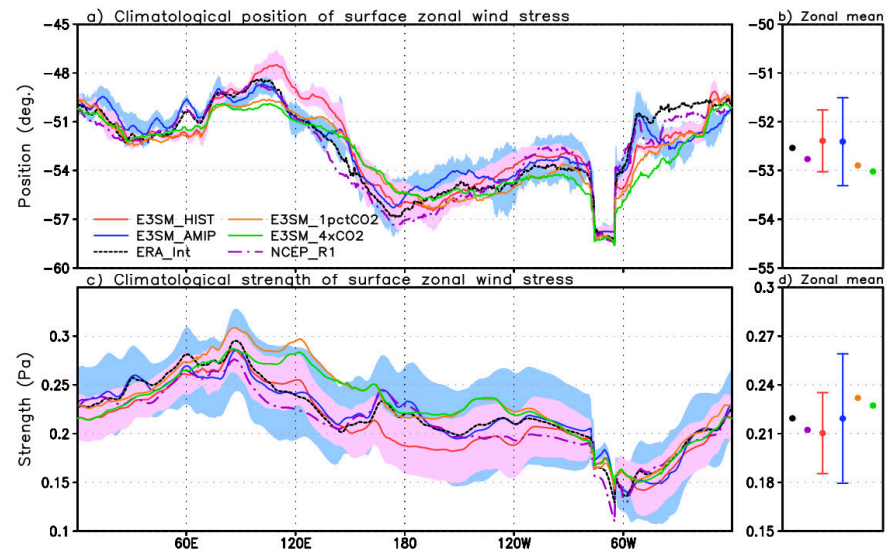 a) Climatological position of surface zonal wind stress
b) Zonal mean
Position (deg.)
-45
-48
-51
-54
-57
-60
E3SM_HIST
E3SM_1pctCO2
E3SM_AMIP
E3SM_4xCO2
ERA_Int
NCEP_R1
-50
-51
-52
-53
-54
-55
c) Climatological strength of surface zonal wind stress
d) Zonal mean
Strength (Pa)
0.3
0.25
0.2
0.15
0.1
60E
120E
180
120W
60W
0.3
0.27
0.24
0.21
0.18
0.15